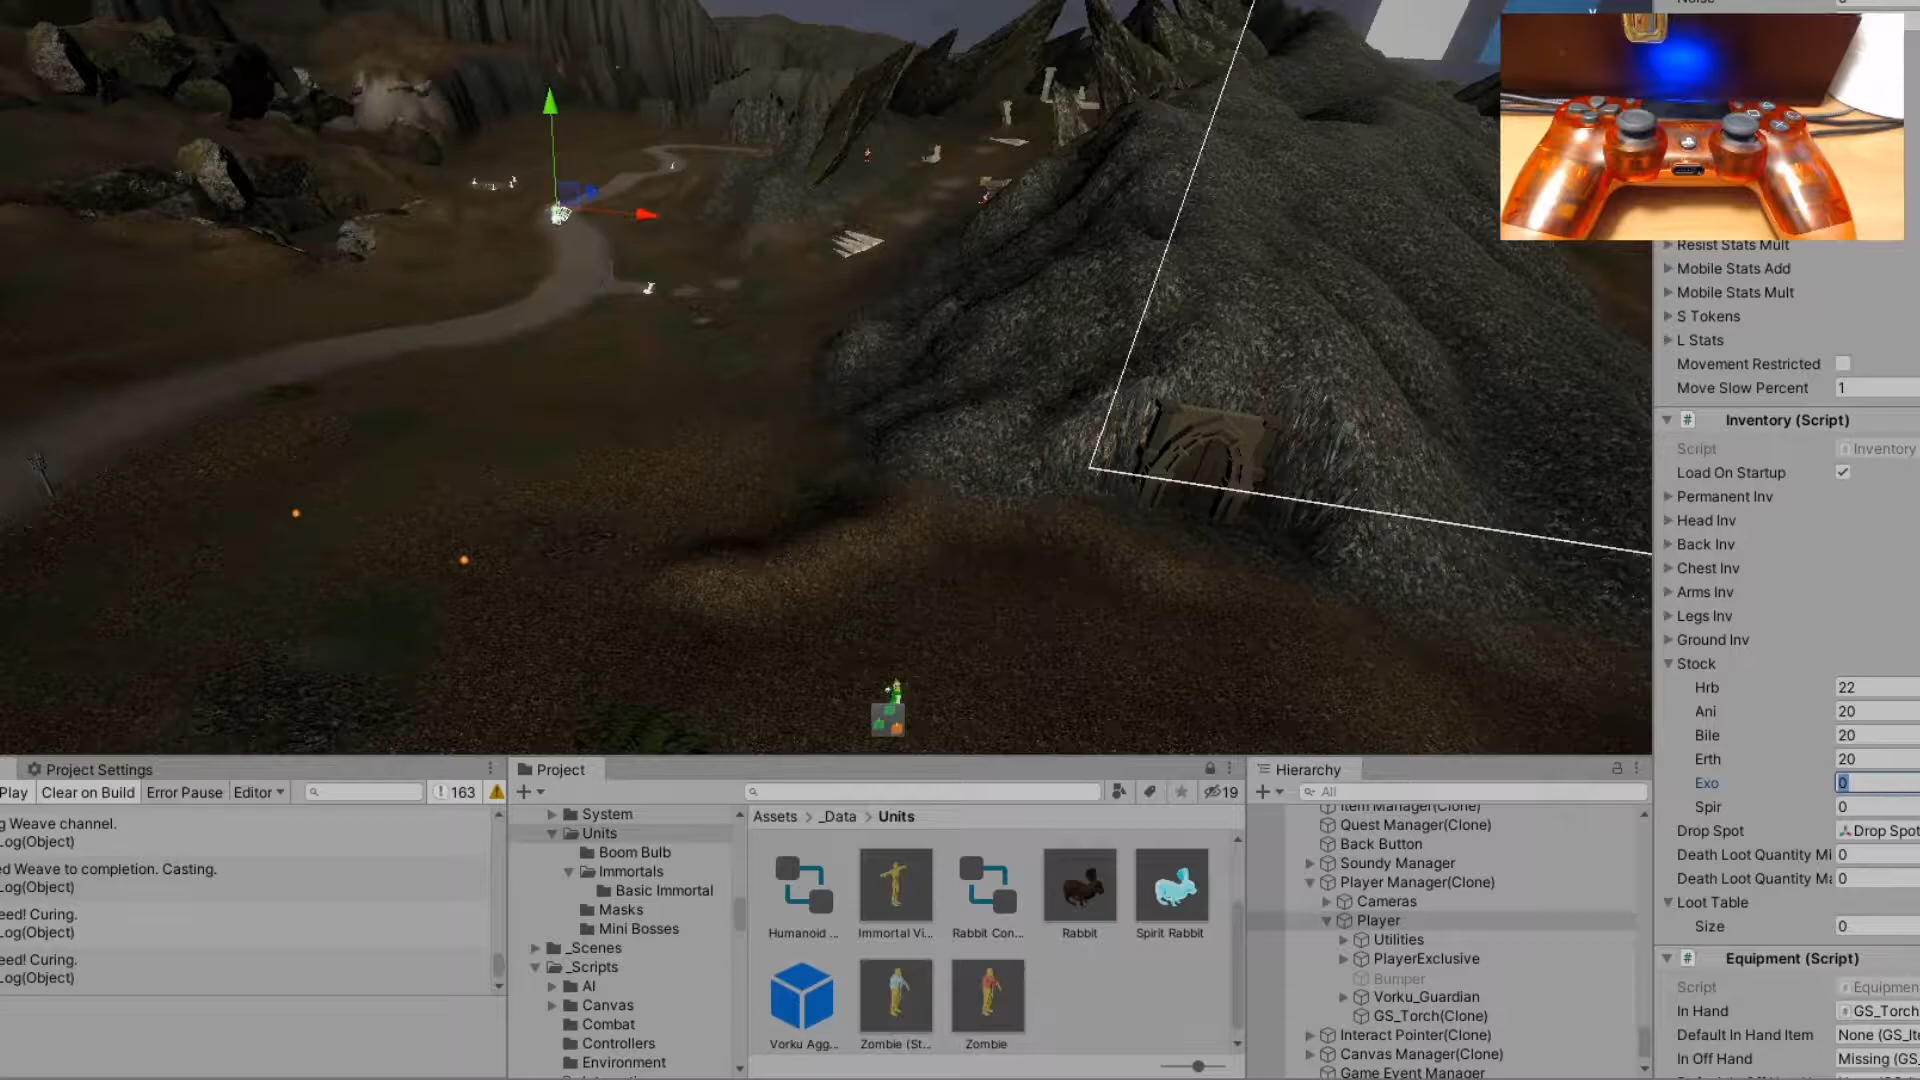 Resist Stats Mult
Mobile Stats Add
Mobile Stats Mult
S Tokens
L Stats
Movement Restricted
Move Slow Percent 1
# Inventory (Script)
Script Inventory
Load On Startup
Permanent Inv
Head Inv
Back Inv
Chest Inv
Arms Inv
Legs Inv
Ground Inv
Stock
Hrb 22
Ani 20
Bile 20
Erth 20
Exo 0
Spir 0
Drop Spot Drop Spot
Death Loot Quantity Mi 0
Death Loot Quantity Ma 0
Loot Table
Size 0
# Equipment (Script)
Script Equipmen
In Hand GS_Torch
Default In Hand Item None (GS_Ite
In Off Hand Missing (GS_
Project Settings
Play Clear on Build Error Pause Editor 163
g Weave channel.
Log(Object)
ed Weave to completion. Casting.
Log(Object)
eed! Curing.
Log(Object)
eed! Curing.
Log(Object)
Project
19
System
Units
Boom Bulb
Immortals
Basic Immortal
Masks
Mini Bosses
_Scenes
_Scripts
AI
Canvas
Combat
Controllers
Environment
Assets > _Data > Units
Humanoid ... Immortal Vi... Rabbit Con... Rabbit Spirit Rabbit
Vorku Agg... Zombie (St... Zombie
Hierarchy
All
Item Manager(Clone)
Quest Manager(Clone)
Back Button
Soundy Manager
Player Manager(Clone)
Cameras
Player
Utilities
PlayerExclusive
Bumper
Vorku_Guardian
GS_Torch(Clone)
Interact Pointer(Clone)
Canvas Manager(Clone)
Game Event Manager